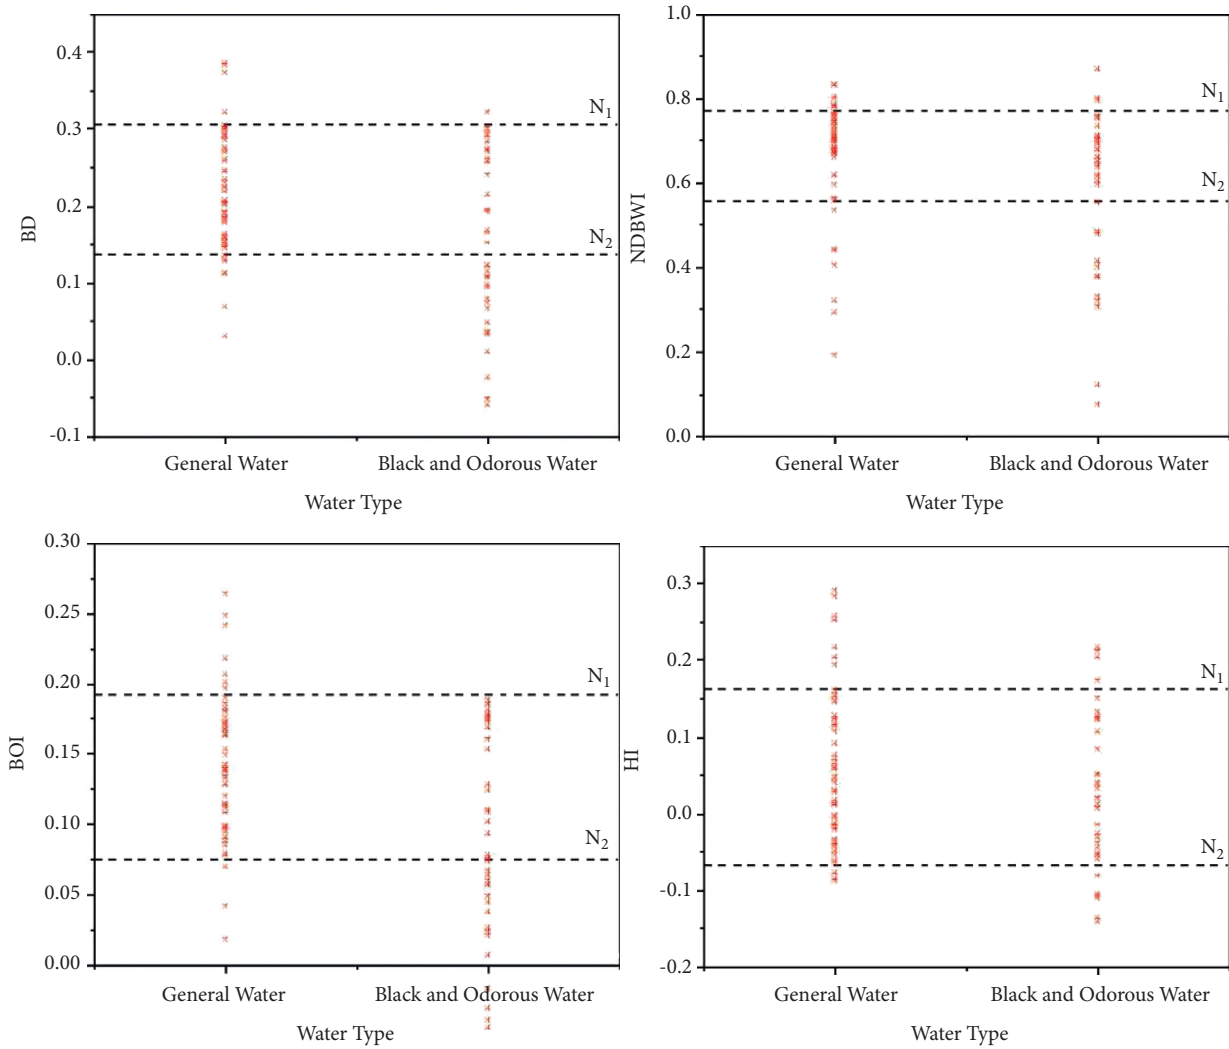 0.4
0.3
0.2
0.1
0.0
-0.1
BD
N1
N2
General Water
Black and Odorous Water
Water Type
1.0
0.8
0.6
0.4
0.2
0.0
NDBWI
N1
N2
General Water
Black and Odorous Water
Water Type
0.30
0.25
0.20
0.15
0.10
0.05
0.00
BOI
N1
N2
General Water
Black and Odorous Water
Water Type
0.3
0.2
0.1
0.0
-0.1
-0.2
HI
N1
N2
General Water
Black and Odorous Water
Water Type